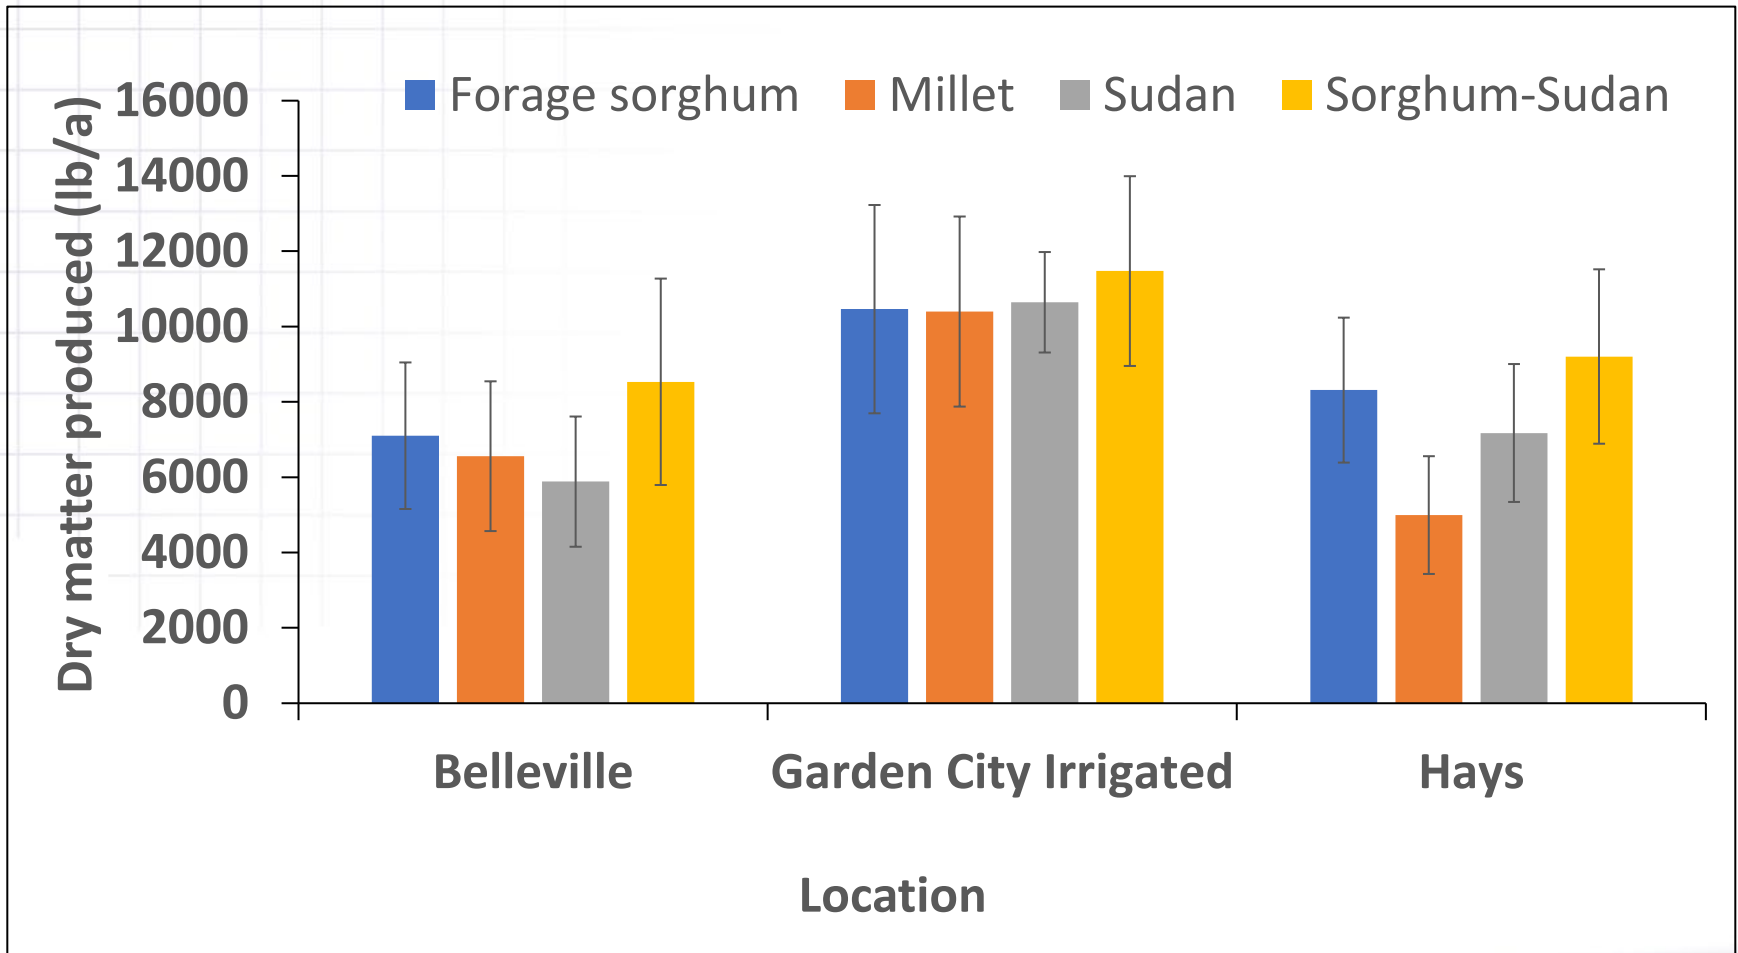 Forage sorghum Millet Sudan Sorghum-Sudan
Dry matter produced (lb/a)
16000
14000
12000
10000
8000
6000
4000
2000
0
Belleville Garden City Irrigated Hays
Location